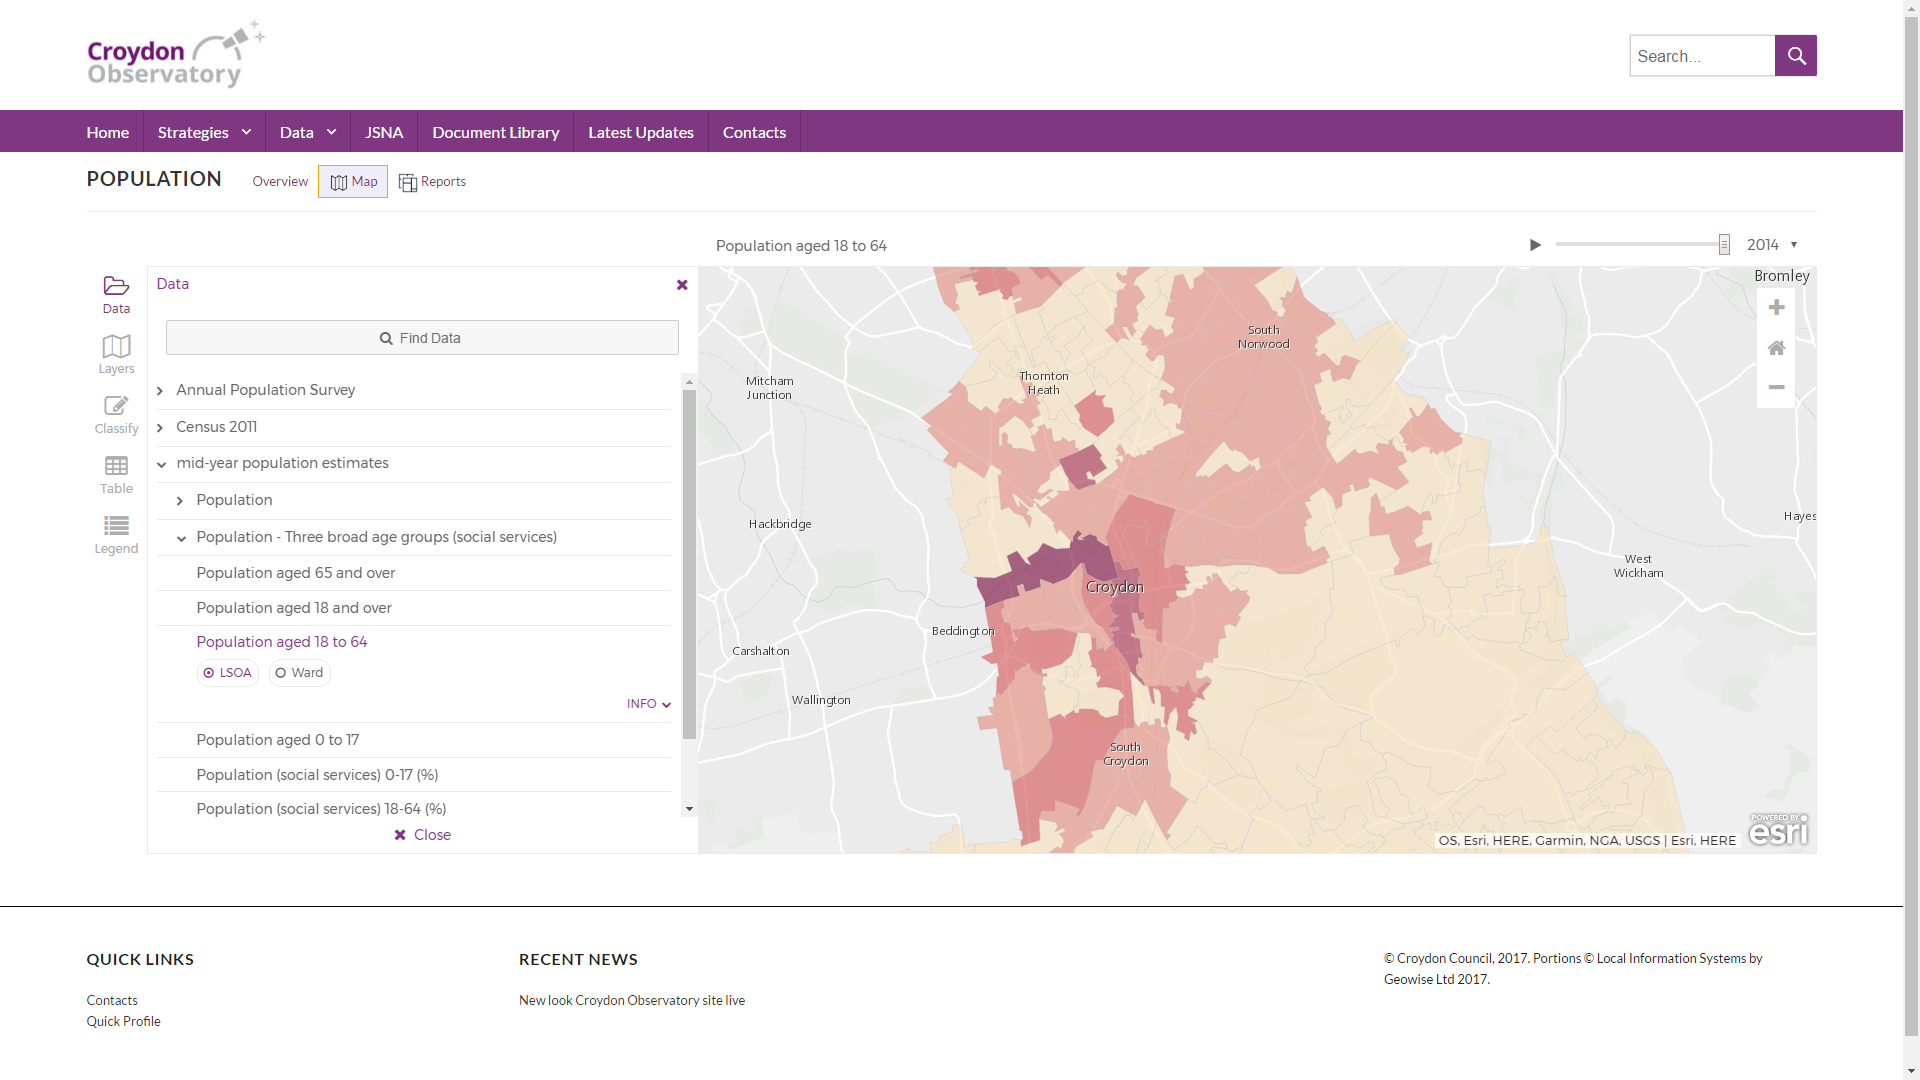 Croydon
Observatory
Search...
Home
Strategies
Data
JSNA
Document Library
Latest Updates
Contacts
POPULATION
Overview
Map
Reports
Population aged 18 to 64
2014
Data
Layers
Classify
Table
Legend
Data
Find Data
Annual Population Survey
Census 2011
mid-year population estimates
Population
Population - Three broad age groups (social services)
Population aged 65 and over
Population aged 18 and over
Population aged 18 to 64
LSOA
Ward
INFO
Population aged 0 to 17
Population (social services) 0-17 (%)
Population (social services) 18-64 (%)
Close
Bromley
South
Norwood
Thornton
Heath
Mitcham
Junction
Hackbridge
Hayes
West
Wickham
Croydon
Beddington
Carshalton
Wallington
South
Croydon
OS, Esri, HERE, Garmin, NGA, USGS | Esri, HERE
POWERED BY
esri
QUICK LINKS
Contacts
Quick Profile
RECENT NEWS
New look Croydon Observatory site live
© Croydon Council, 2017. Portions © Local Information Systems by
Geowise Ltd 2017.